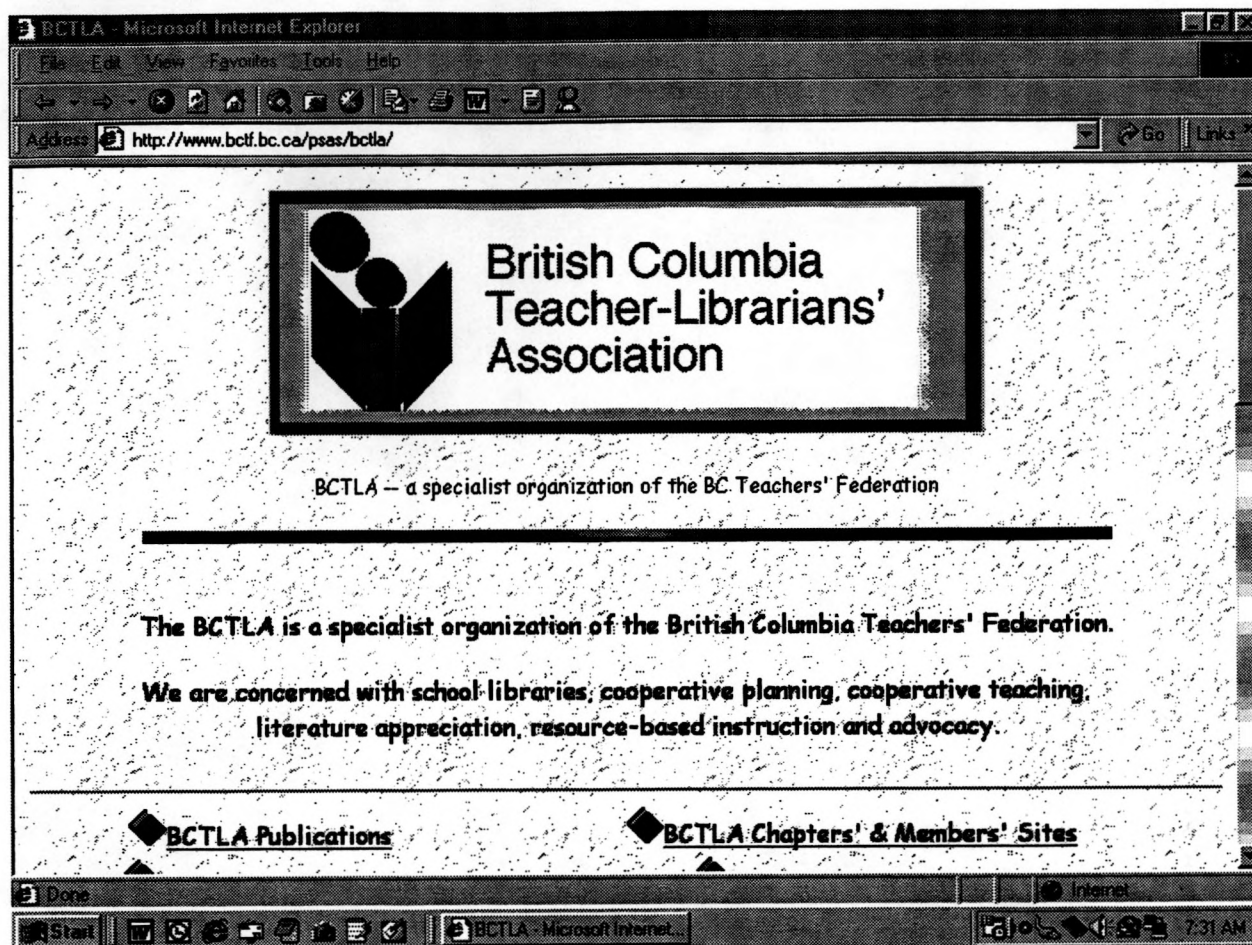 BCTLA - Microsoft Internet Explorer
File Edit View Favorites Tools Help
Address http://www.bctf.bc.ca/psas/bctla/ Go Links »
British Columbia
Teacher-Librarians'
Association
BCTLA -- a specialist organization of the BC Teachers' Federation
The BCTLA is a specialist organization of the British Columbia Teachers' Federation.
We are concerned with school libraries, cooperative planning, cooperative teaching,
literature appreciation, resource-based instruction and advocacy.
BCTLA Publications BCTLA Chapters' & Members' Sites
Done Internet
Start BCTLA - Microsoft Internet... 7:31 AM